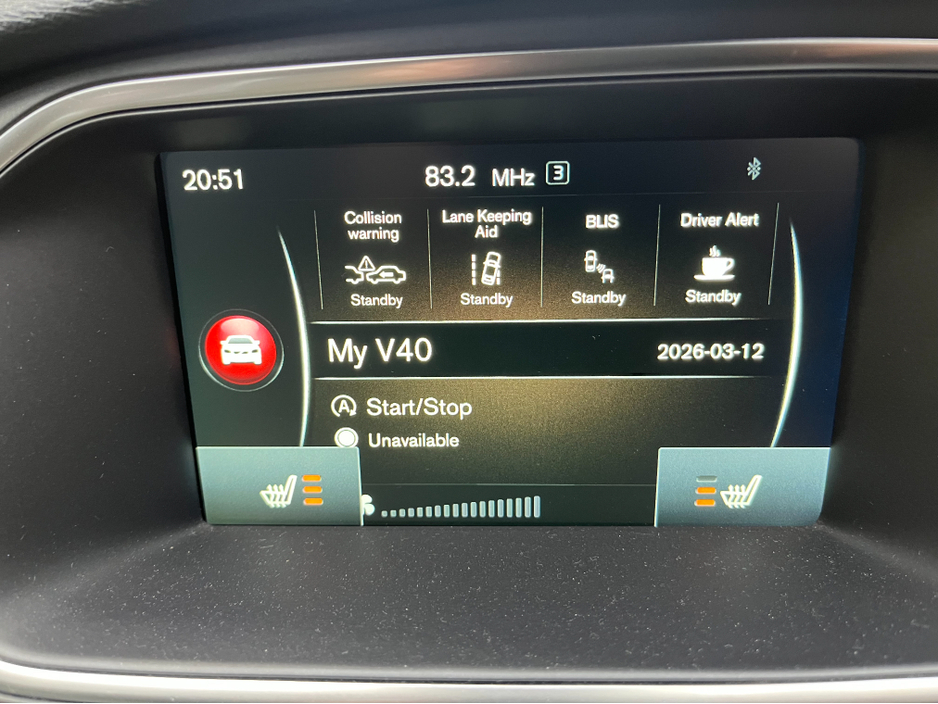 20:51
83.2 MHz 3
Collision warning
Lane Keeping Aid
BLIS
Driver Alert
Standby
Standby
Standby
Standby
My V40
2026-03-12
A Start/Stop
Unavailable